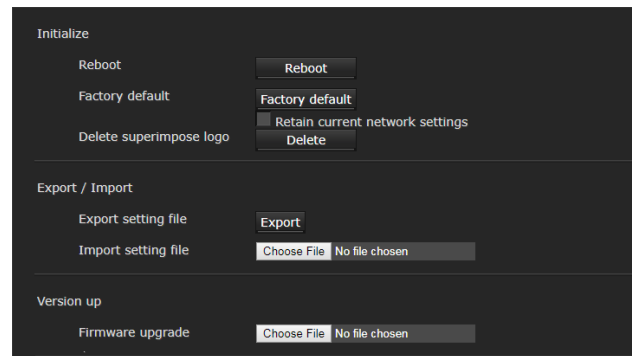 Initialize
Reboot Reboot
Factory default Factory default
Retain current network settings
Delete superimpose logo Delete
Export / Import
Export setting file Export
Import setting file Choose File No file chosen
Version up
Firmware upgrade Choose File No file chosen